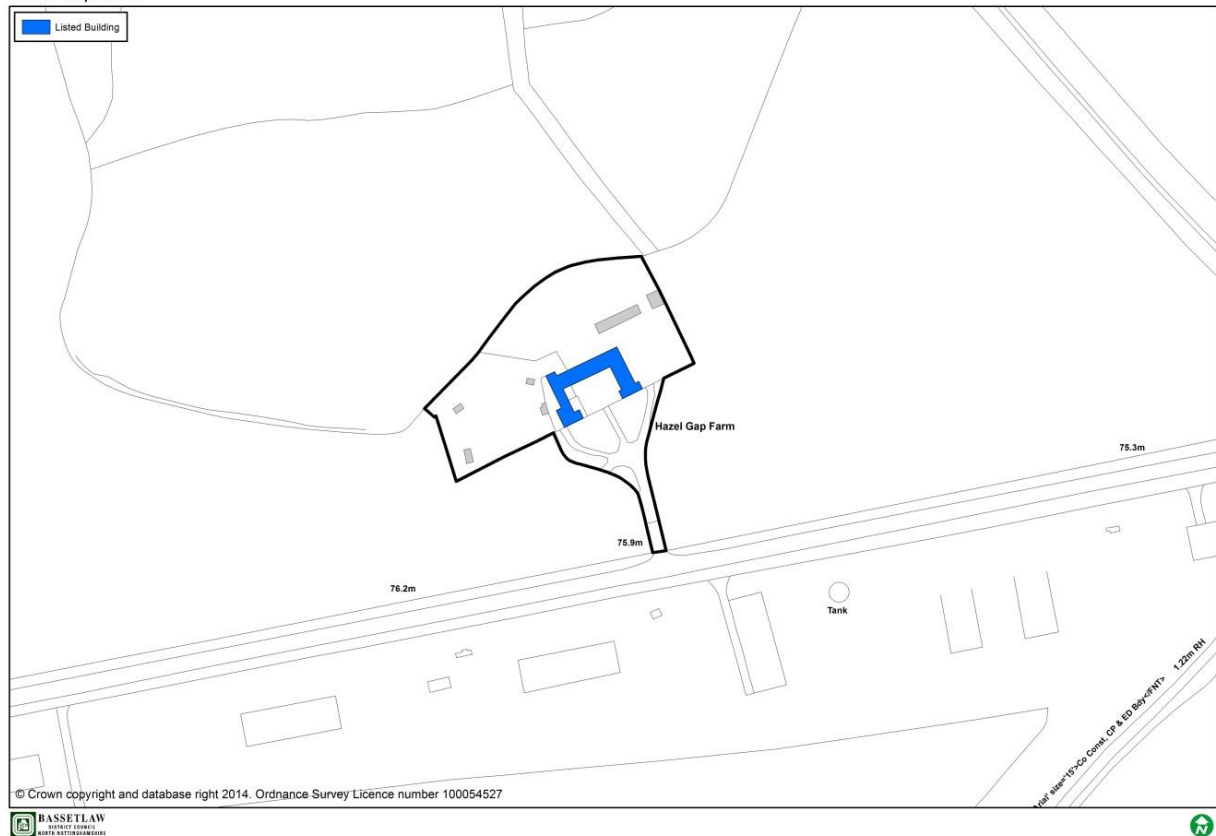 Listed Building
Hazel Gap Farm
75.3m
75.9m
76.2m
Tank
Arial' size='15'>Co Const, CP & ED Bdy</FNT> 1.22m RH
© Crown copyright and database right 2014. Ordnance Survey Licence number 100054527
BASSETLAW
DISTRICT COUNCIL
NORTH NOTTINGHAMSHIRE
N